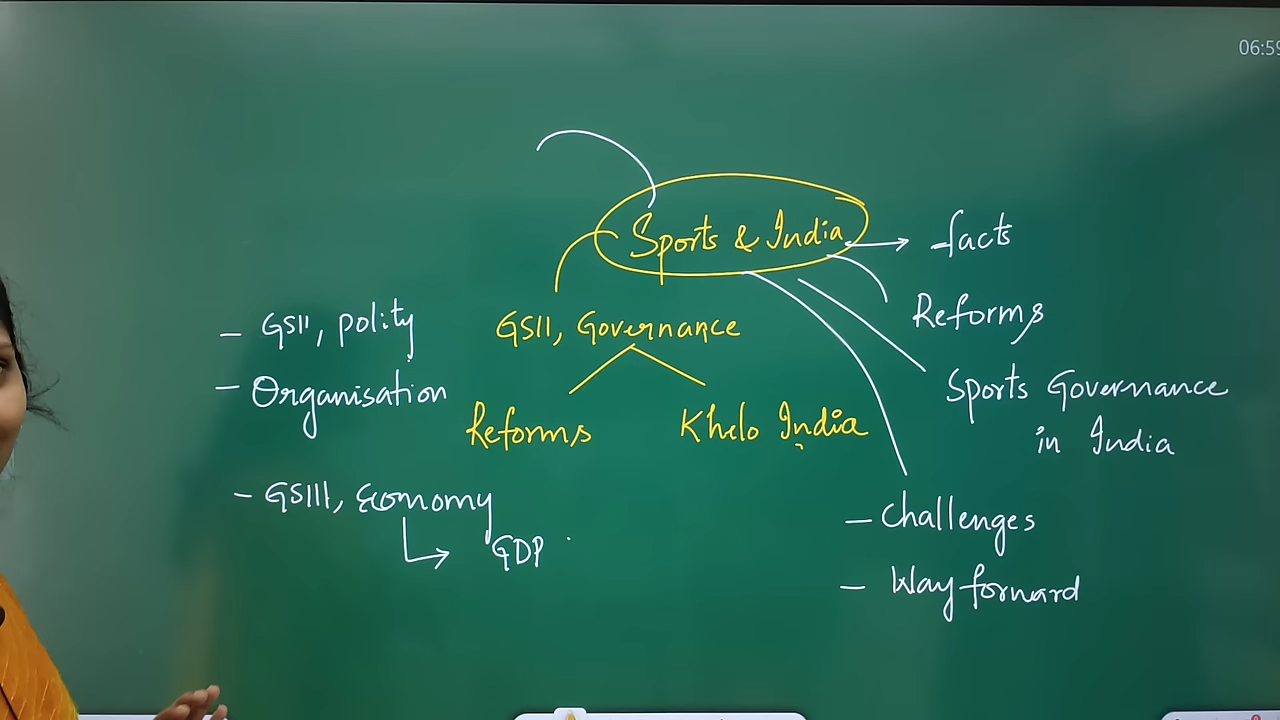 06:59
Sports & India
facts
Reforms
Sports Governance
in India
- Challenges
- Way forward
GSII, Governance
Reforms
Khelo India
- GSII, polity
- Organisation
- GSIII, Economy
GDP